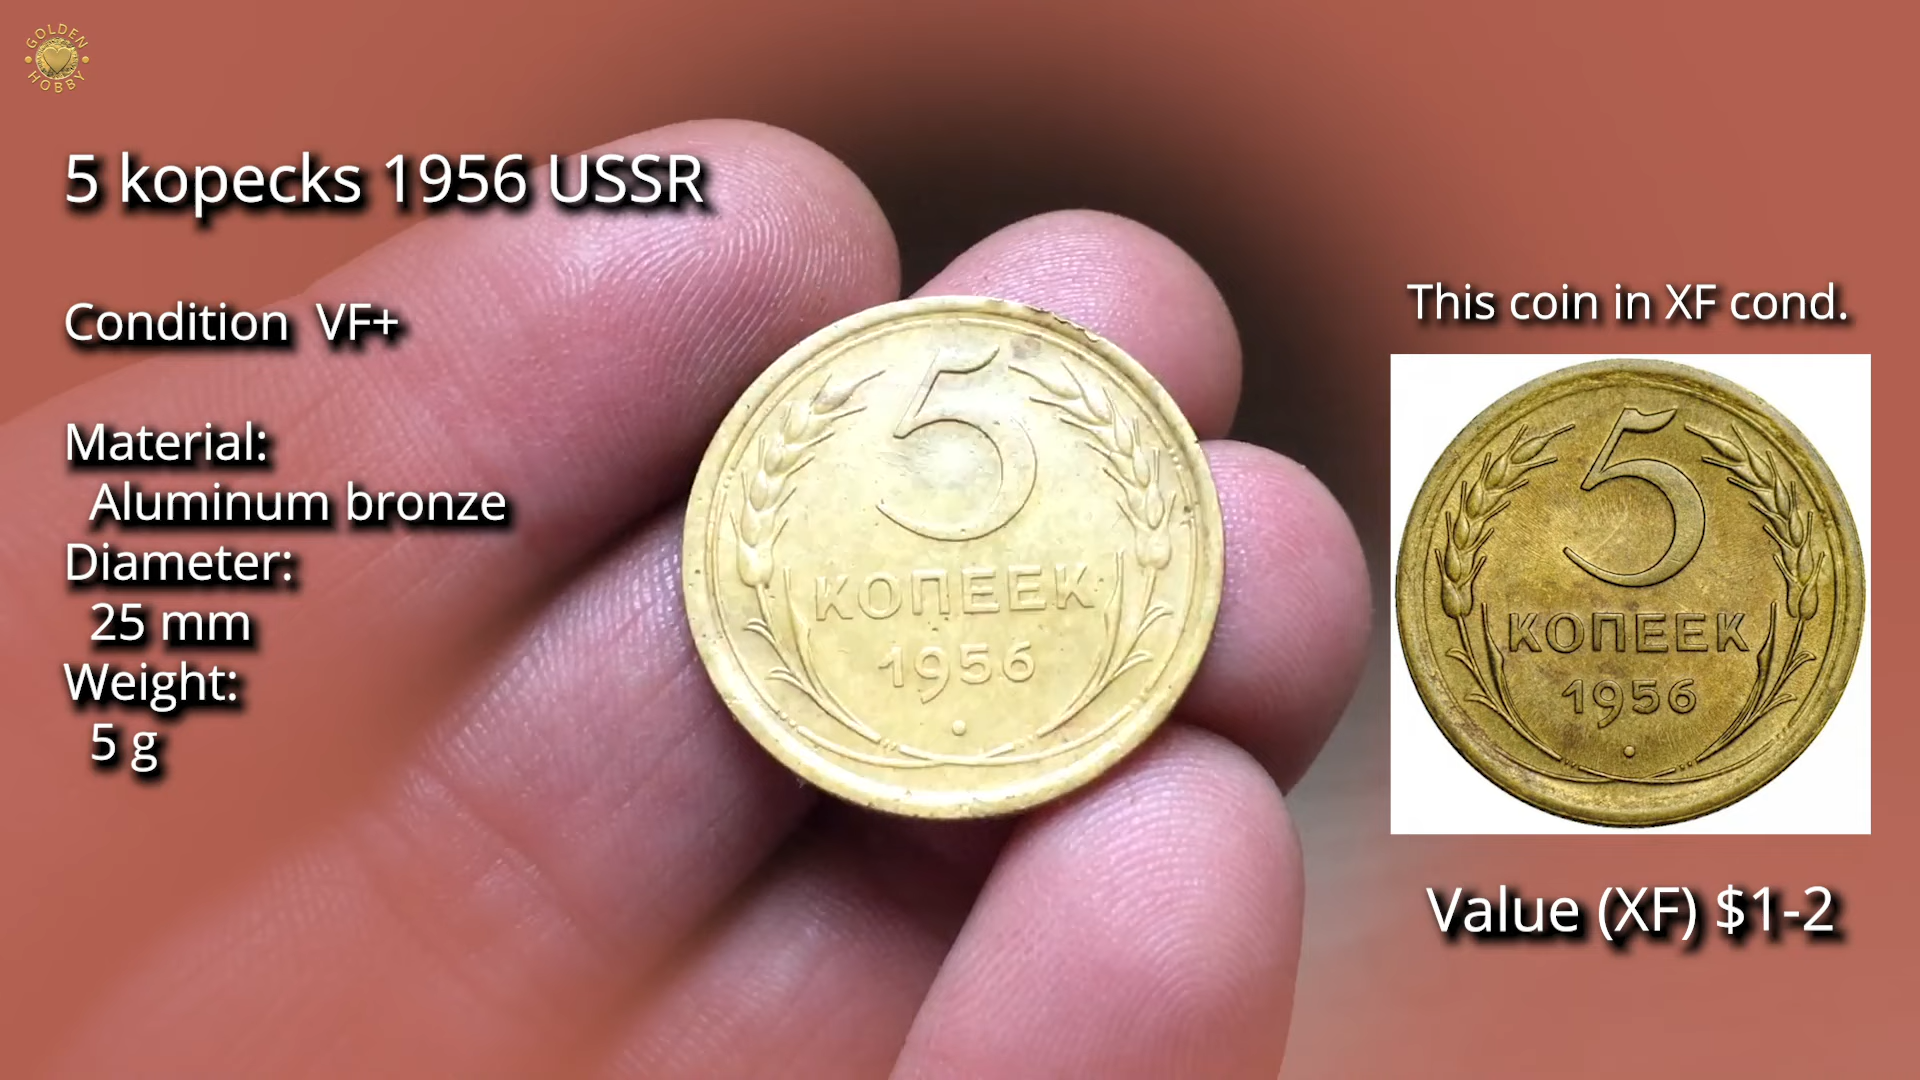 GOLDEN
HOBBY
5 kopecks 1956 USSR
Condition VF+
Material:
Aluminum bronze
Diameter:
25 mm
Weight:
5 g
5
КОПЕЕК
1956
This coin in XF cond.
5
КОПЕЕК
1956
Value (XF) $1-2